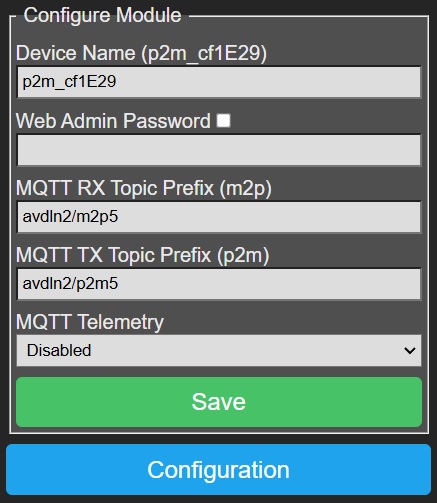 Configure Module
Device Name (p2m_cf1E29)
p2m_cf1E29
Web Admin Password
MQTT RX Topic Prefix (m2p)
avdln2/m2p5
MQTT TX Topic Prefix (p2m)
avdln2/p2m5
MQTT Telemetry
Disabled
Save
Configuration